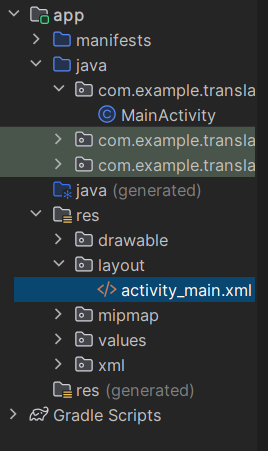 app
manifests
java
com.example.transla
MainActivity
com.example.transla
com.example.transla
java (generated)
res
drawable
layout
activity_main.xml
mipmap
values
xml
res (generated)
Gradle Scripts